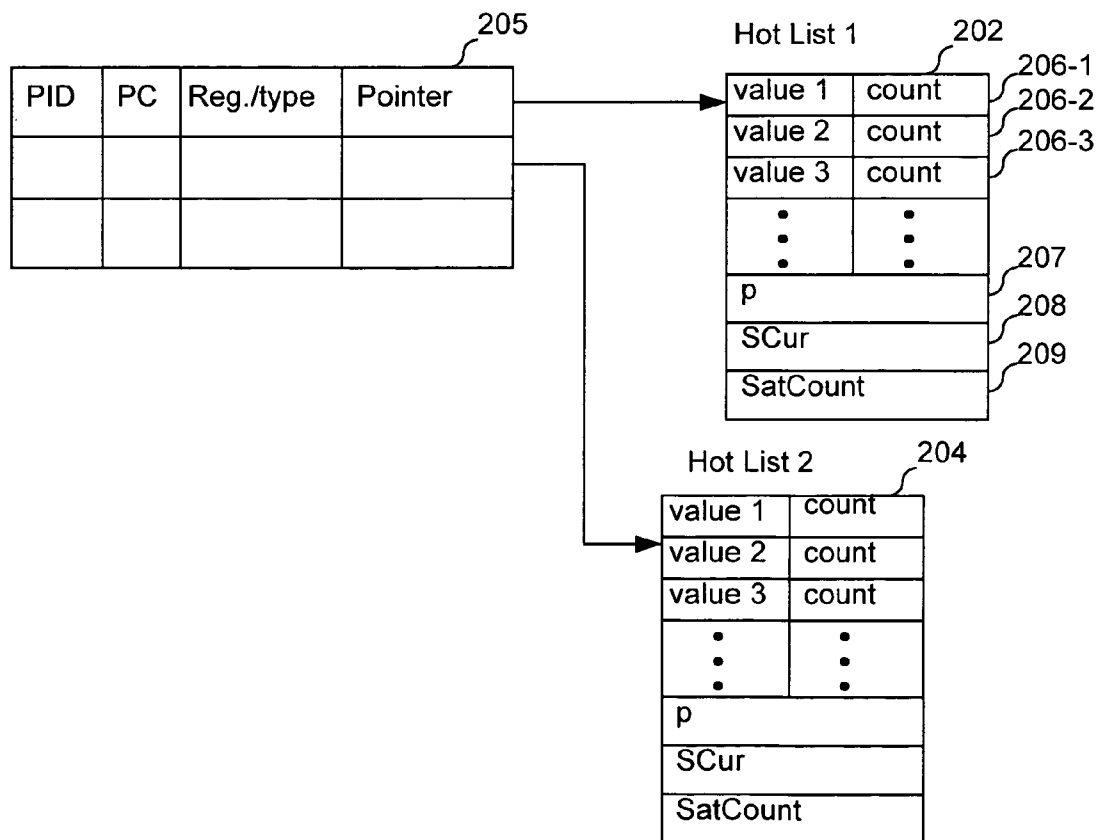 205
PID PC Reg./type Pointer
Hot List 1
202
value 1 count
206-1
value 2 count
206-2
value 3 count
206-3
p
207
SCur
208
SatCount
209
Hot List 2
204
value 1 count
value 2 count
value 3 count
p
SCur
SatCount